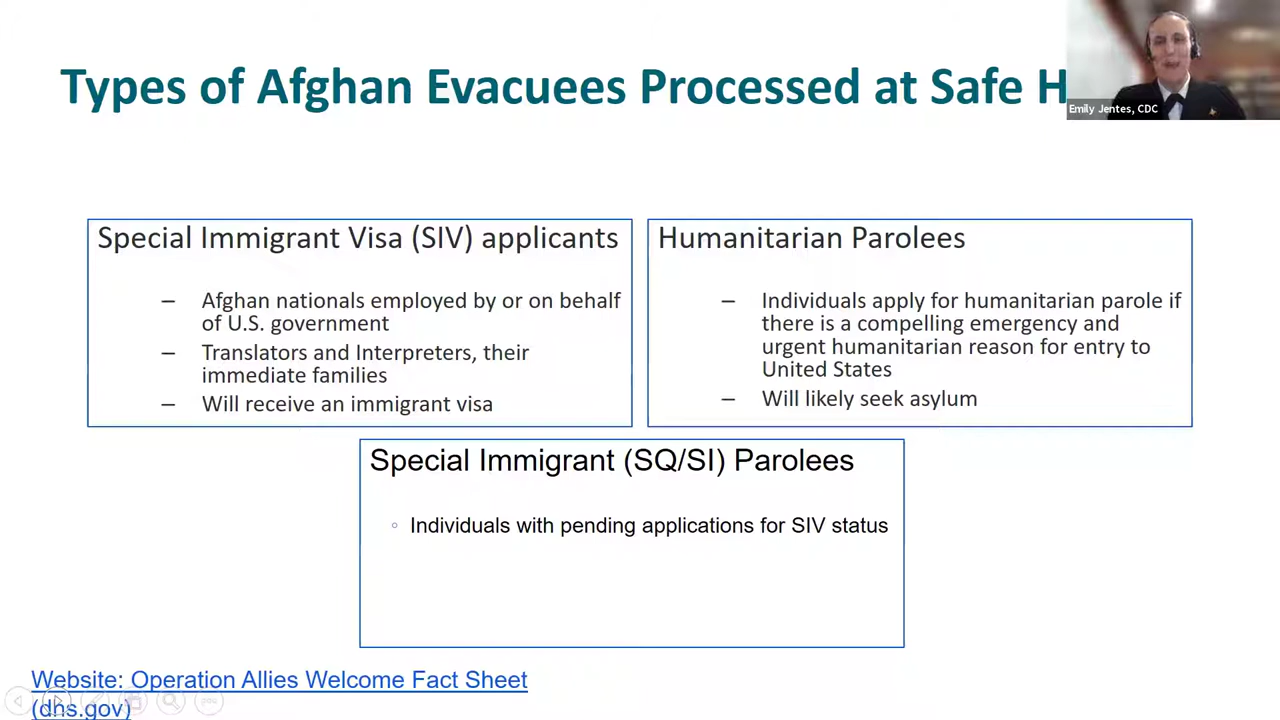 Types of Afghan Evacuees Processed at Safe H
Emily Jentes, CDC
Special Immigrant Visa (SIV) applicants
– Afghan nationals employed by or on behalf
of U.S. government
– Translators and Interpreters, their
immediate families
– Will receive an immigrant visa
Humanitarian Parolees
– Individuals apply for humanitarian parole if
there is a compelling emergency and
urgent humanitarian reason for entry to
United States
– Will likely seek asylum
Special Immigrant (SQ/SI) Parolees
◦ Individuals with pending applications for SIV status
Website: Operation Allies Welcome Fact Sheet
(dhs.gov)